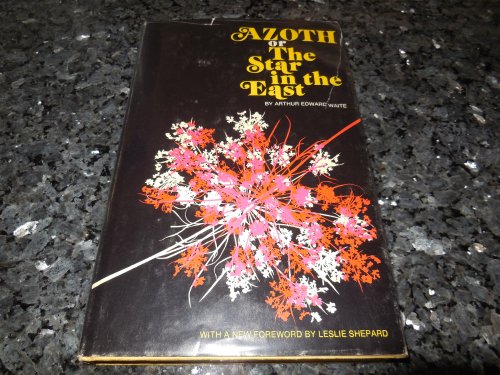 AZOTH
or
The
Star
in the
East
BY ARTHUR EDWARD WAITE
WITH A NEW FOREWORD BY LESLIE SHEPARD